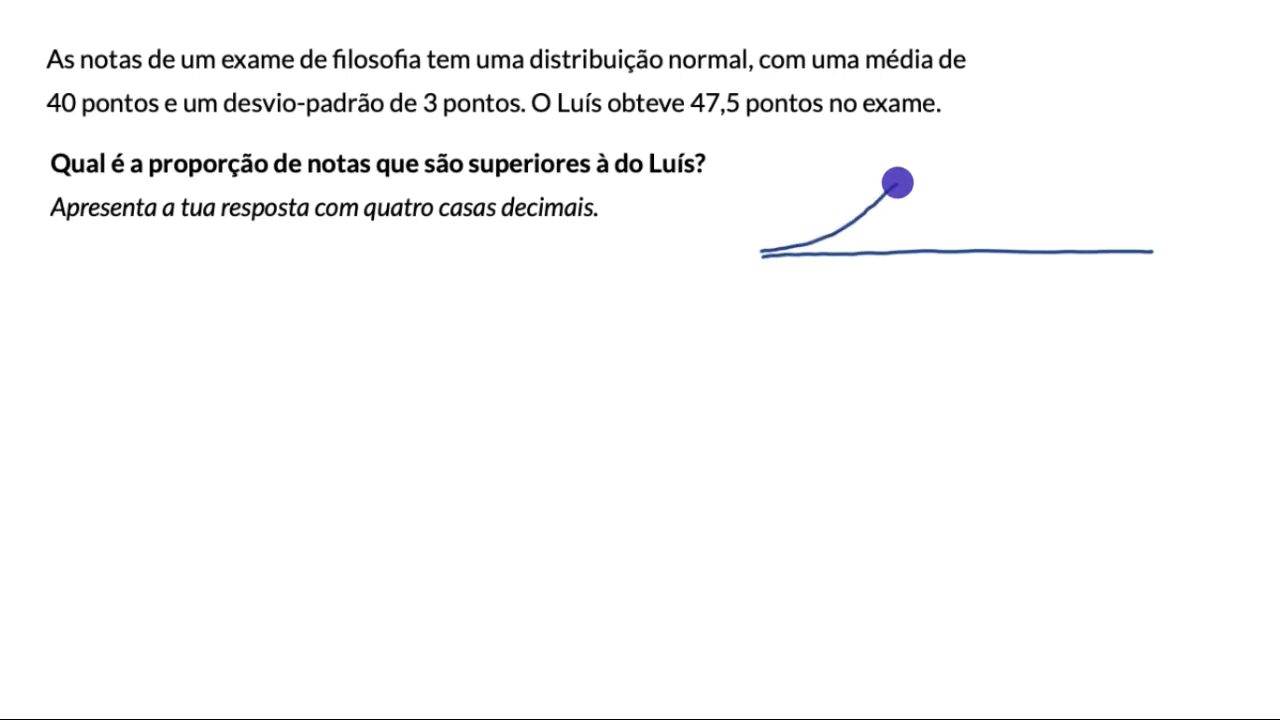 As notas de um exame de filosofia tem uma distribuição normal, com uma média de
40 pontos e um desvio-padrão de 3 pontos. O Luís obteve 47,5 pontos no exame.
Qual é a proporção de notas que são superiores à do Luís?
Apresenta a tua resposta com quatro casas decimais.